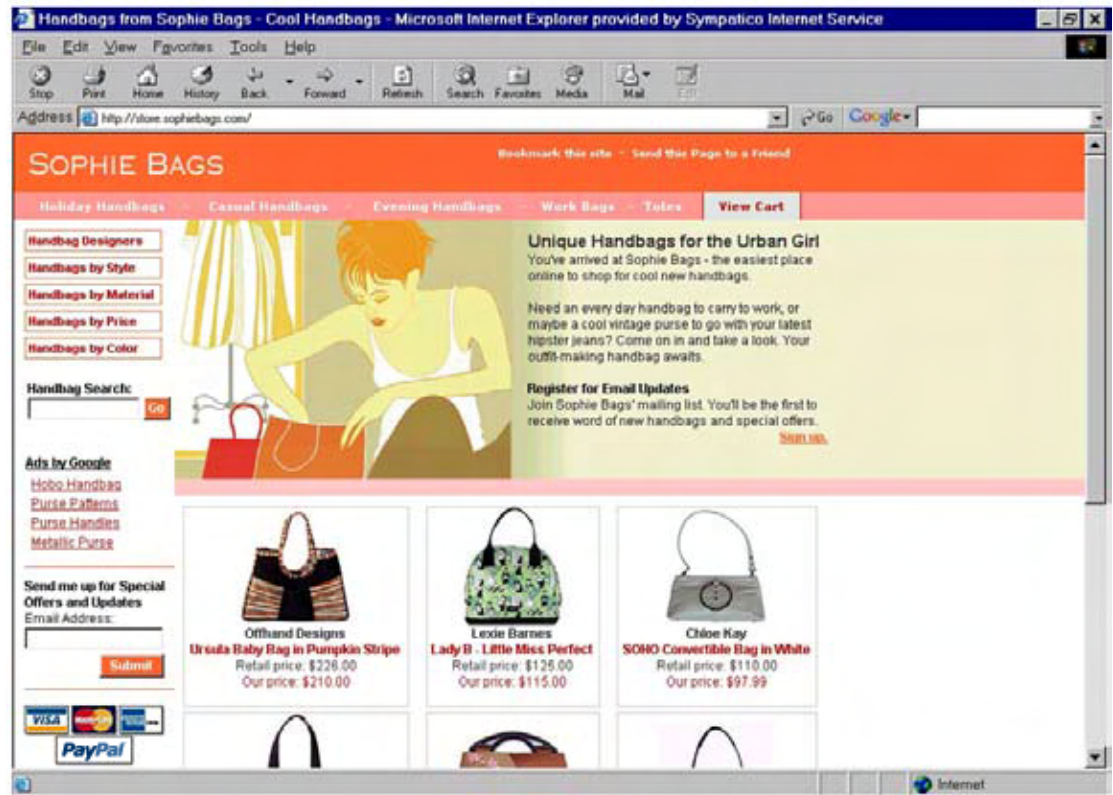 Handbags from Sophie Bags - Cool Handbags - Microsoft Internet Explorer provided by Sympatico Internet Service
File Edit View Favorites Tools Help
Stop Print Home History Back Forward Refresh Search Favorites Media Mail Edit
Address http://store.sophiebags.com/ Go Google
SOPHIE BAGS
Bookmark this site - Send this Page to a Friend
Holiday Handbags - Casual Handbags - Evening Handbags - Work Bags - Totes View Cart
Handbag Designers
Handbags by Style
Handbags by Material
Handbags by Price
Handbags by Color
Handbag Search:
Go
Ads by Google
Hobo Handbag
Purse Patterns
Purse Handles
Metallic Purse
Send me up for Special
Offers and Updates
Email Address:
Submit
VISA MasterCard
PayPal
Unique Handbags for the Urban Girl
You've arrived at Sophie Bags - the easiest place
online to shop for cool new handbags.
Need an every day handbag to carry to work, or
maybe a cool vintage purse to go with your latest
hipster jeans? Come on in and take a look. Your
outfit-making handbag awaits.
Register for Email Updates
Join Sophie Bags' mailing list. You'll be the first to
receive word of new handbags and special offers.
Sign up.
Offhand Designs
Ursula Baby Bag in Pumpkin Stripe
Retail price: $226.00
Our price: $210.00
Lexie Barnes
Lady B - Little Miss Perfect
Retail price: $125.00
Our price: $115.00
Chloe Kay
SOHO Convertible Bag in White
Retail price: $110.00
Our price: $97.99
Internet